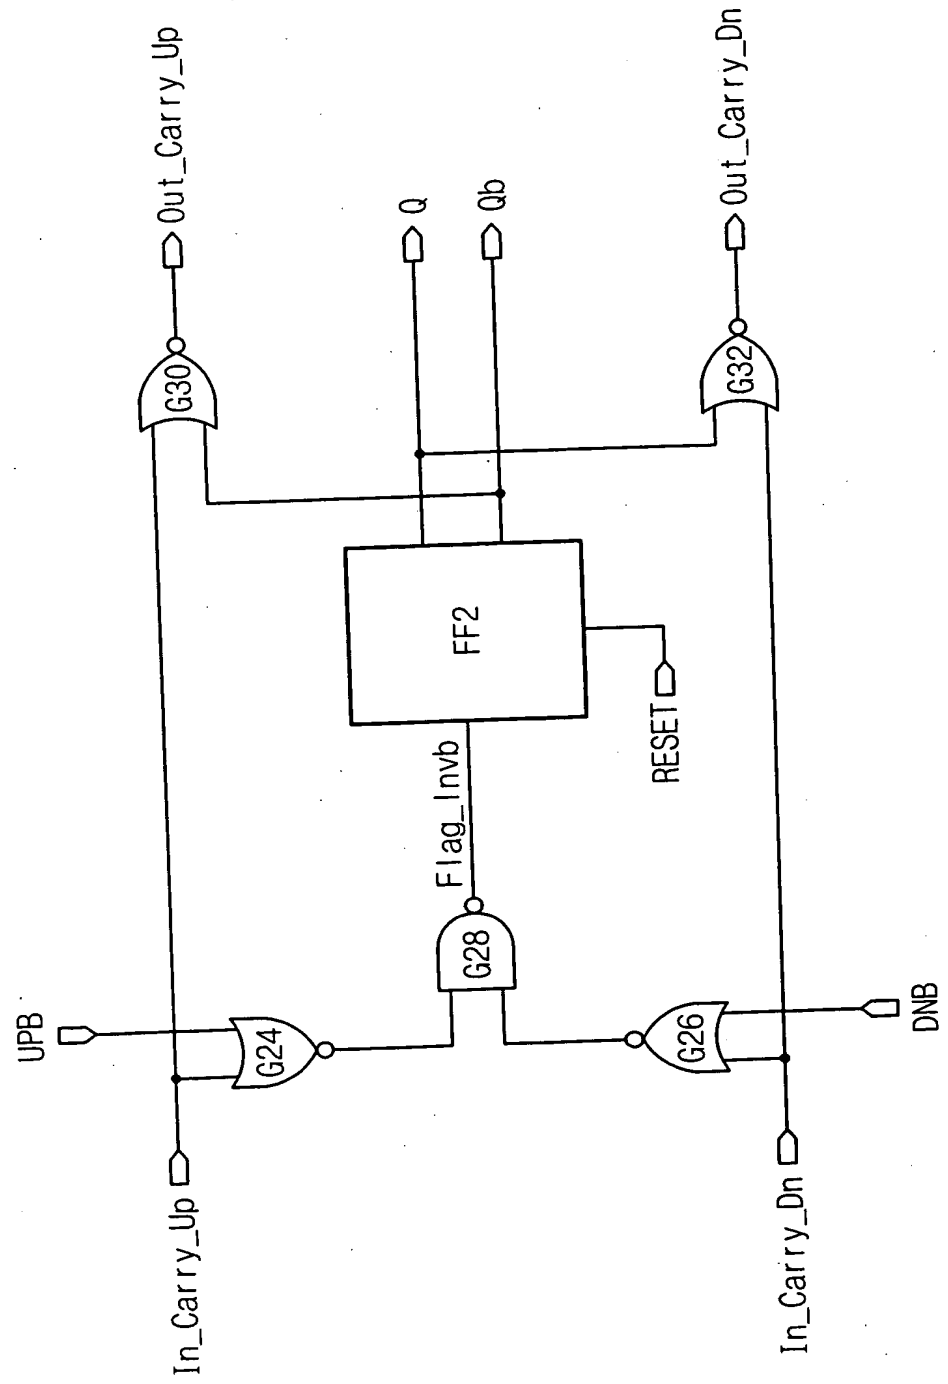 In_Carry_Up
UPB
G24
G30
Out_Carry_Up
Q
Qb
G28
Flag_Invb
FF2
RESET
G26
DNB
In_Carry_Dn
G32
Out_Carry_Dn